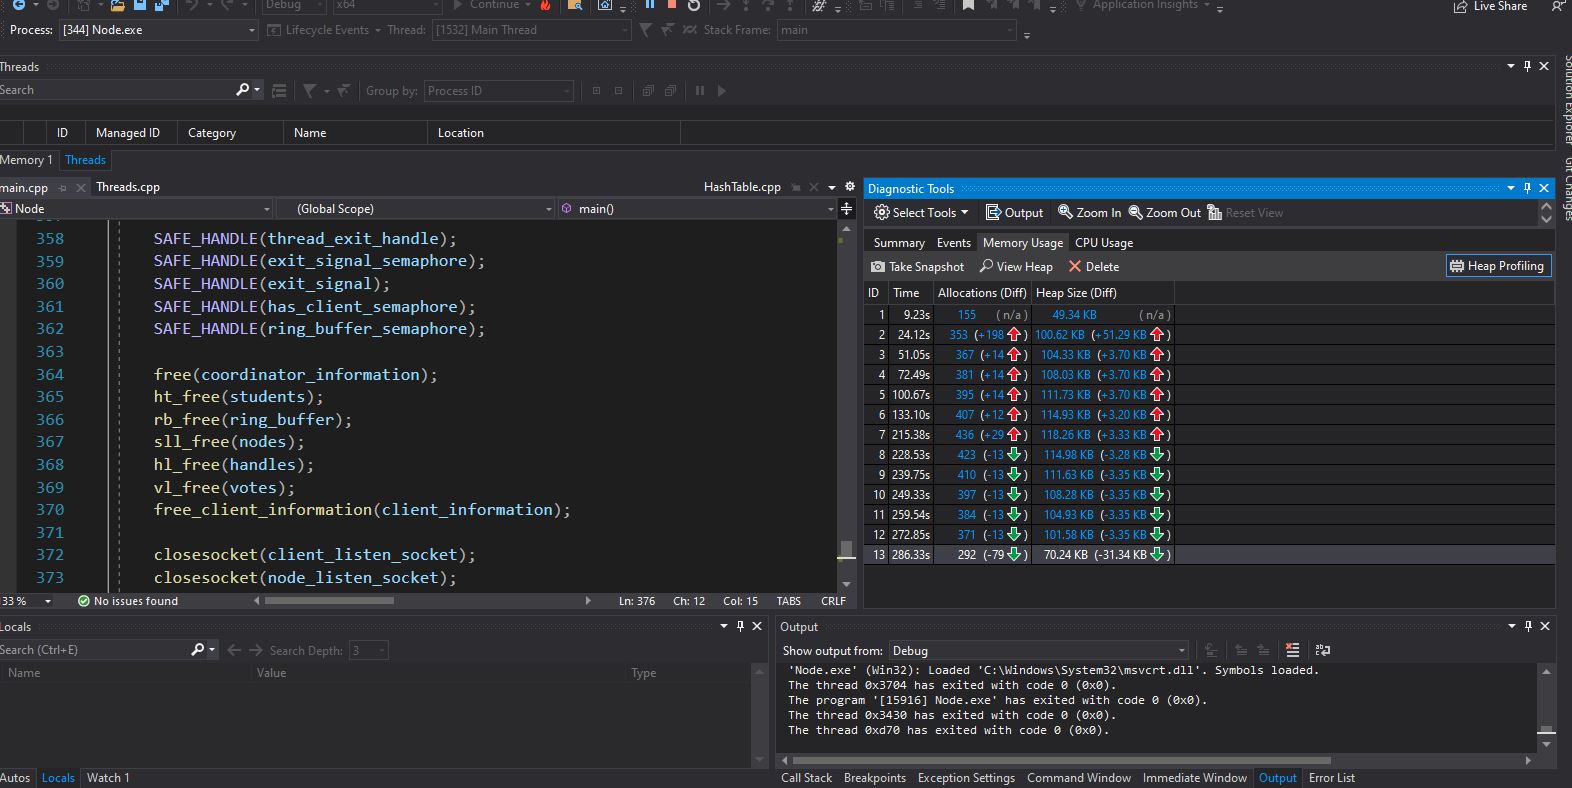 Debug x64 Continue Application Insights Live Share
Process: [344] Node.exe Lifecycle Events Thread: [1532] Main Thread Stack Frame: main
Threads
Search Group by: Process ID
ID Managed ID Category Name Location
Memory 1 Threads
main.cpp Threads.cpp HashTable.cpp
Node (Global Scope) main()
358 SAFE_HANDLE(thread_exit_handle);
359 SAFE_HANDLE(exit_signal_semaphore);
360 SAFE_HANDLE(exit_signal);
361 SAFE_HANDLE(has_client_semaphore);
362 SAFE_HANDLE(ring_buffer_semaphore);
363
364 free(coordinator_information);
365 ht_free(students);
366 rb_free(ring_buffer);
367 sll_free(nodes);
368 hl_free(handles);
369 vl_free(votes);
370 free_client_information(client_information);
371
372 closesocket(client_listen_socket);
373 closesocket(node_listen_socket);
33 % No issues found Ln: 376 Ch: 12 Col: 15 TABS CRLF
Diagnostic Tools
Select Tools Output Zoom In Zoom Out Reset View
Summary Events Memory Usage CPU Usage
Take Snapshot View Heap Delete Heap Profiling
ID Time Allocations (Diff) Heap Size (Diff)
1 9.23s 155 (n/a) 49.34 KB (n/a)
2 24.12s 353 (+198) 100.62 KB (+51.29 KB)
3 51.05s 367 (+14) 104.33 KB (+3.70 KB)
4 72.49s 381 (+14) 108.03 KB (+3.70 KB)
5 100.67s 395 (+14) 111.73 KB (+3.70 KB)
6 133.10s 407 (+12) 114.93 KB (+3.20 KB)
7 215.38s 436 (+29) 118.26 KB (+3.33 KB)
8 228.53s 423 (-13) 114.98 KB (-3.28 KB)
9 239.75s 410 (-13) 111.63 KB (-3.35 KB)
10 249.33s 397 (-13) 108.28 KB (-3.35 KB)
11 259.54s 384 (-13) 104.93 KB (-3.35 KB)
12 272.85s 371 (-13) 101.58 KB (-3.35 KB)
13 286.33s 292 (-79) 70.24 KB (-31.34 KB)
Solution Explorer
Git Changes
Locals
Search (Ctrl+E) Search Depth: 3
Name Value Type
Autos Locals Watch 1
Output
Show output from: Debug
'Node.exe' (Win32): Loaded 'C:\Windows\System32\msvcrt.dll'. Symbols loaded.
The thread 0x3704 has exited with code 0 (0x0).
The program '[15916] Node.exe' has exited with code 0 (0x0).
The thread 0x3430 has exited with code 0 (0x0).
The thread 0xd70 has exited with code 0 (0x0).
Call Stack Breakpoints Exception Settings Command Window Immediate Window Output Error List